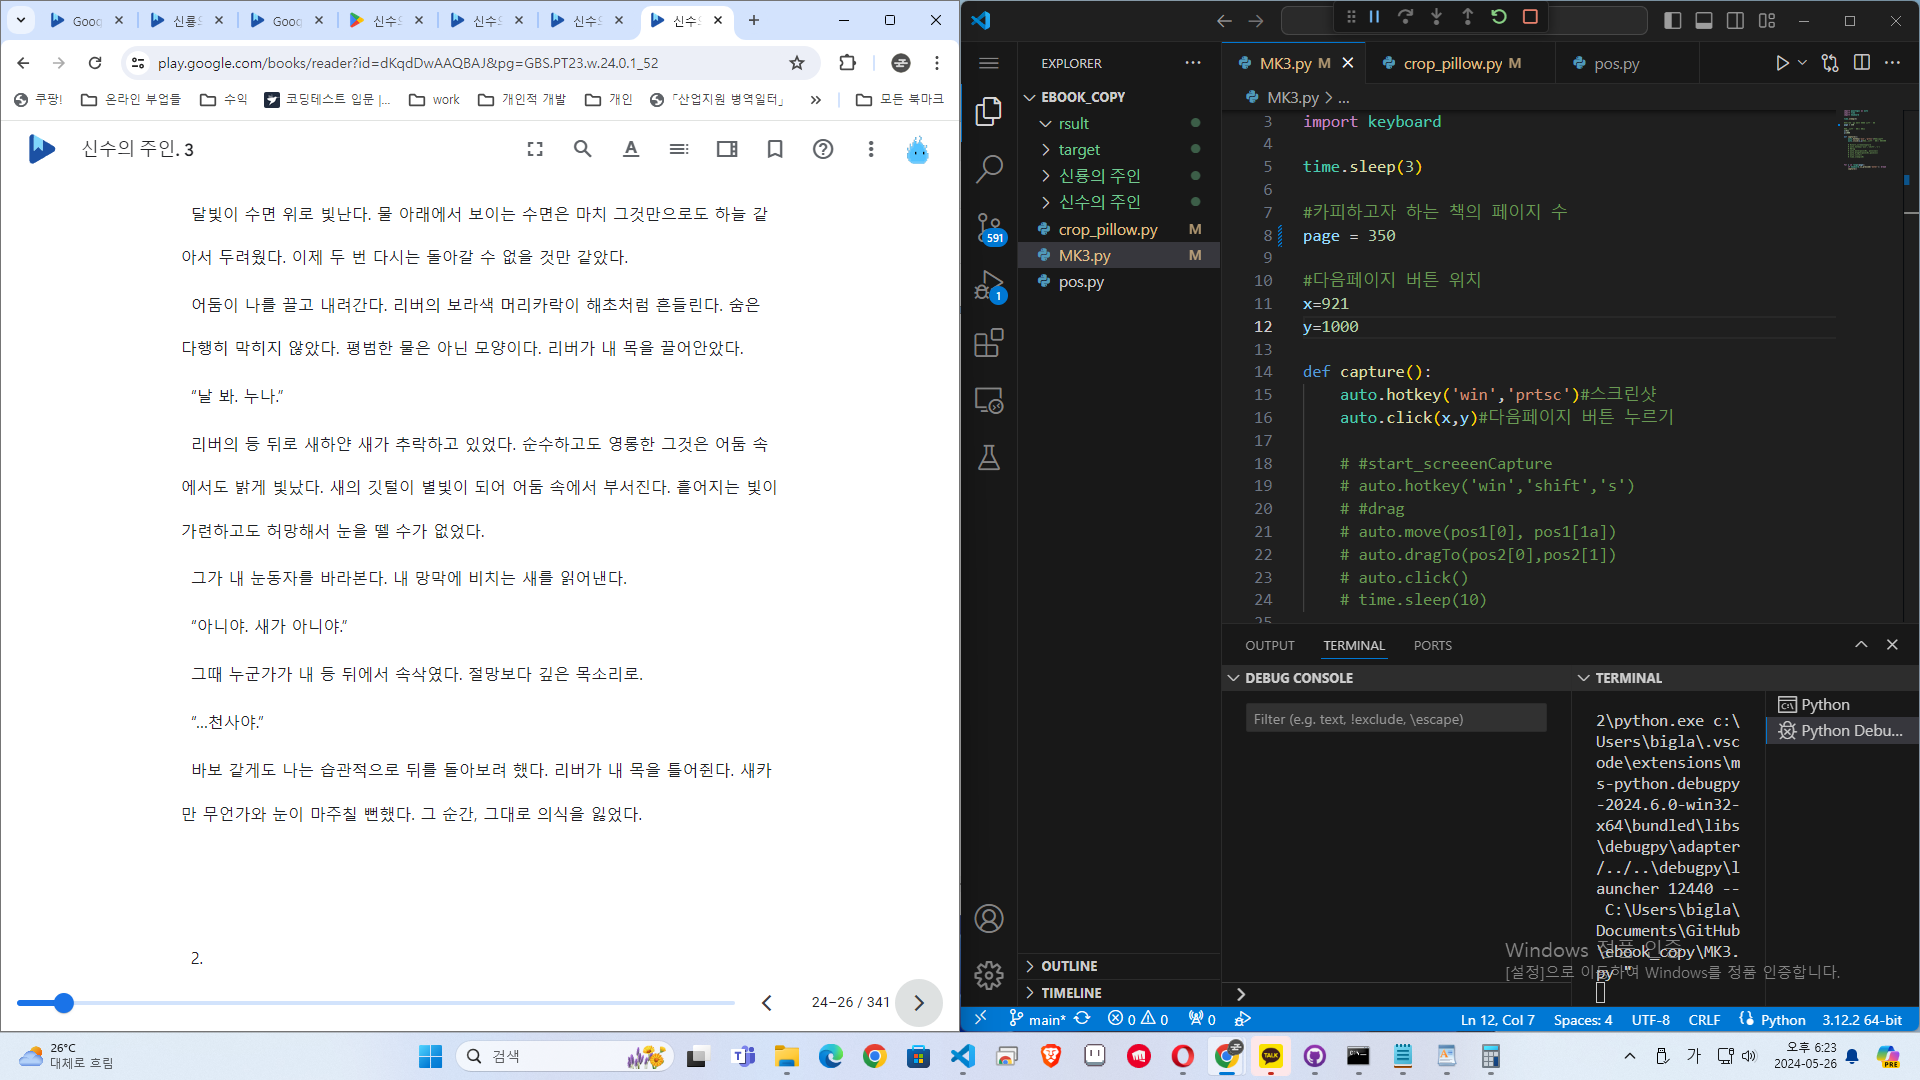 Goog
신룡의
Goog
신수의
신수의
신수의
신수의
play.google.com/books/reader?id=dKqdDwAAQBAJ&pg=GBS.PT23.w.24.0.1_52
쿠팡!
온라인 부업들
수익
코딩테스트 입문 |...
work
개인적 개발
개인
「산업지원 병역일터」
»
모든 북마크
신수의 주인. 3
달빛이 수면 위로 빛난다. 물 아래에서 보이는 수면은 마치 그것만으로도 하늘 같
아서 두려웠다. 이제 두 번 다시는 돌아갈 수 없을 것만 같았다.
어둠이 나를 끌고 내려간다. 리버의 보라색 머리카락이 해초처럼 흔들린다. 숨은
다행히 막히지 않았다. 평범한 물은 아닌 모양이다. 리버가 내 목을 끌어안았다.
“날 봐. 누나.”
리버의 등 뒤로 새하얀 새가 추락하고 있었다. 순수하고도 영롱한 그것은 어둠 속
에서도 밝게 빛났다. 새의 깃털이 별빛이 되어 어둠 속에서 부서진다. 흩어지는 빛이
가련하고도 허망해서 눈을 뗄 수가 없었다.
그가 내 눈동자를 바라본다. 내 망막에 비치는 새를 읽어낸다.
“아니야. 새가 아니야.”
그때 누군가가 내 등 뒤에서 속삭였다. 절망보다 깊은 목소리로.
“…천사야.”
바보 같게도 나는 습관적으로 뒤를 돌아보려 했다. 리버가 내 목을 틀어쥔다. 새카
만 무언가와 눈이 마주칠 뻔했다. 그 순간, 그대로 의식을 잃었다.
2.
24–26 / 341
EXPLORER
EBOOK_COPY
rsult
target
신룡의 주인
신수의 주인
crop_pillow.py M
MK3.py M
pos.py
OUTLINE
TIMELINE
591
1
MK3.py M
crop_pillow.py M
pos.py
MK3.py > ...
3 import keyboard
4
5 time.sleep(3)
6
7 #카피하고자 하는 책의 페이지 수
8 page = 350
9
10 #다음페이지 버튼 위치
11 x=921
12 y=1000
13
14 def capture():
15 auto.hotkey('win','prtsc')#스크린샷
16 auto.click(x,y)#다음페이지 버튼 누르기
17
18 # #start_screeenCapture
19 # auto.hotkey('win','shift','s')
20 # #drag
21 # auto.move(pos1[0], pos1[1a])
22 # auto.dragTo(pos2[0],pos2[1])
23 # auto.click()
24 # time.sleep(10)
25
OUTPUT
TERMINAL
PORTS
DEBUG CONSOLE
Filter (e.g. text, !exclude, \escape)
TERMINAL
2\python.exe c:\
Users\bigla\.vsc
ode\extensions\m
s-python.debugpy
-2024.6.0-win32-
x64\bundled\libs
\debugpy\adapter
/../..\debugpy\l
auncher 12440 --
C:\Users\bigla\
Documents\GitHub
\ebook_copy\MK3.
py "
Python
Python Debu...
Windows 정품 인증
[설정]으로 이동하여 Windows를 정품 인증합니다.
main*
0 0
0
Ln 12, Col 7
Spaces: 4
UTF-8
CRLF
Python
3.12.2 64-bit
26°C
대체로 흐림
검색
TALK
가
오후 6:23
2024-05-26
PRE